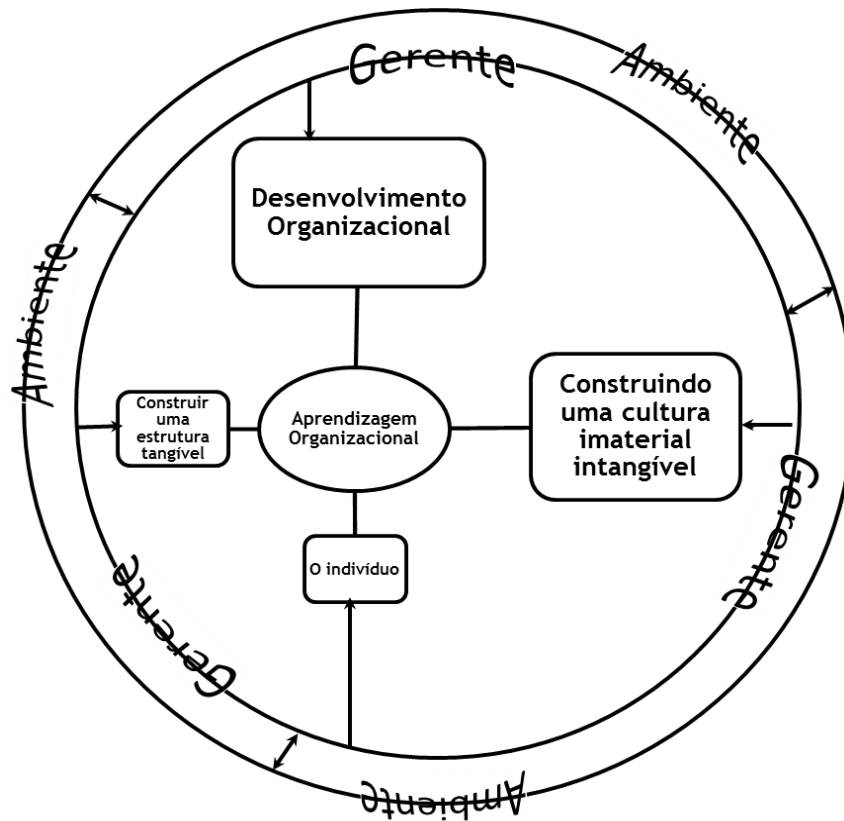 Gerente
Ambiente
Desenvolvimento
Organizacional
Ambiente
Construir
uma
estrutura
tangível
Aprendizagem
Organizacional
Construindo
uma cultura
imaterial
intangível
Gerente
O indivíduo
Gerente
Ambiente